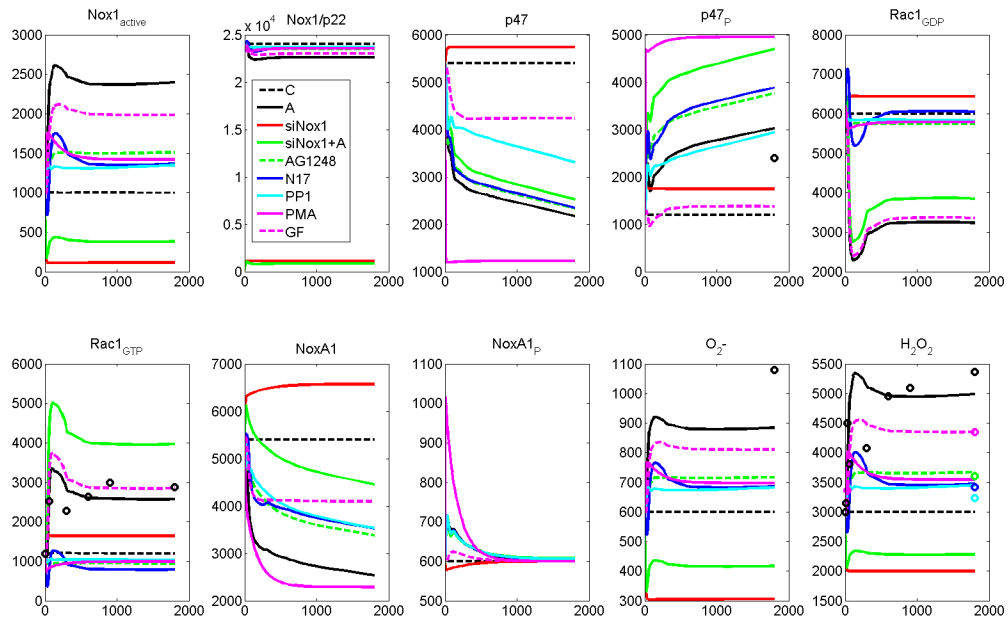 Nox1active
3000
2500
2000
1500
1000
500
0
0 1000 2000
Nox1/p22
2.5 x 10^4
2
1.5
1
0.5
0
0 1000 2000
C
A
siNox1
siNox1+A
AG1248
N17
PP1
PMA
GF
p47
6000
5000
4000
3000
2000
1000
0 1000 2000
p47P
5000
4000
3000
2000
1000
0
0 1000 2000
Rac1GDP
8000
7000
6000
5000
4000
3000
2000
0 1000 2000
Rac1GTP
6000
5000
4000
3000
2000
1000
0
0 1000 2000
NoxA1
7000
6000
5000
4000
3000
2000
0 1000 2000
NoxA1P
1100
1000
900
800
700
600
500
0 1000 2000
O2-
1100
1000
900
800
700
600
500
400
300
0 1000 2000
H2O2
5500
5000
4500
4000
3500
3000
2500
2000
1500
0 1000 2000